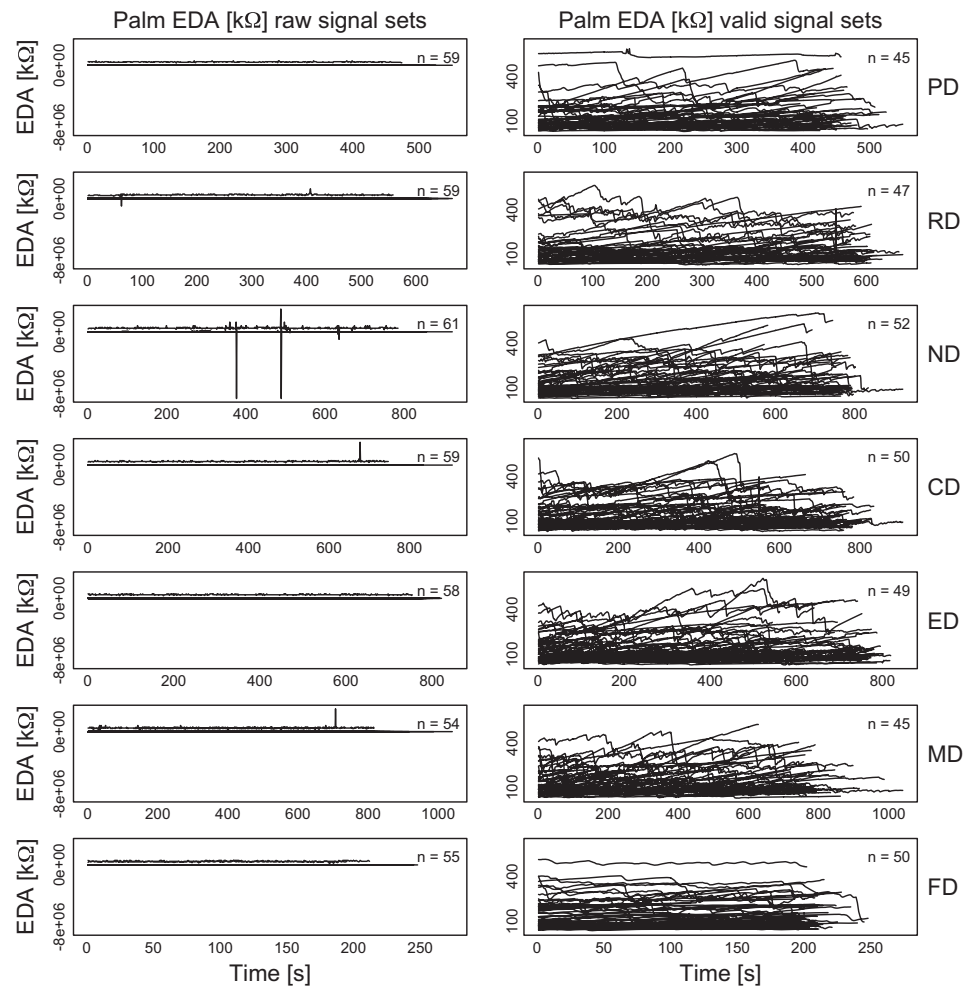 Palm EDA [kΩ] raw signal sets
Palm EDA [kΩ] valid signal sets
EDA [kΩ]
-8e+06 0e+00
n = 59
0 100 200 300 400 500
100 400
n = 45
0 100 200 300 400 500
PD
EDA [kΩ]
-8e+06 0e+00
n = 59
0 100 200 300 400 500 600
100 400
n = 47
0 100 200 300 400 500 600
RD
EDA [kΩ]
-8e+06 0e+00
n = 61
0 200 400 600 800
100 400
n = 52
0 200 400 600 800
ND
EDA [kΩ]
-8e+06 0e+00
n = 59
0 200 400 600 800
100 400
n = 50
0 200 400 600 800
CD
EDA [kΩ]
-8e+06 0e+00
n = 58
0 200 400 600 800
100 400
n = 49
0 200 400 600 800
ED
EDA [kΩ]
-8e+06 0e+00
n = 54
0 200 400 600 800 1000
100 400
n = 45
0 200 400 600 800 1000
MD
EDA [kΩ]
-8e+06 0e+00
n = 55
0 50 100 150 200 250
100 400
n = 50
0 50 100 150 200 250
FD
Time [s]
Time [s]